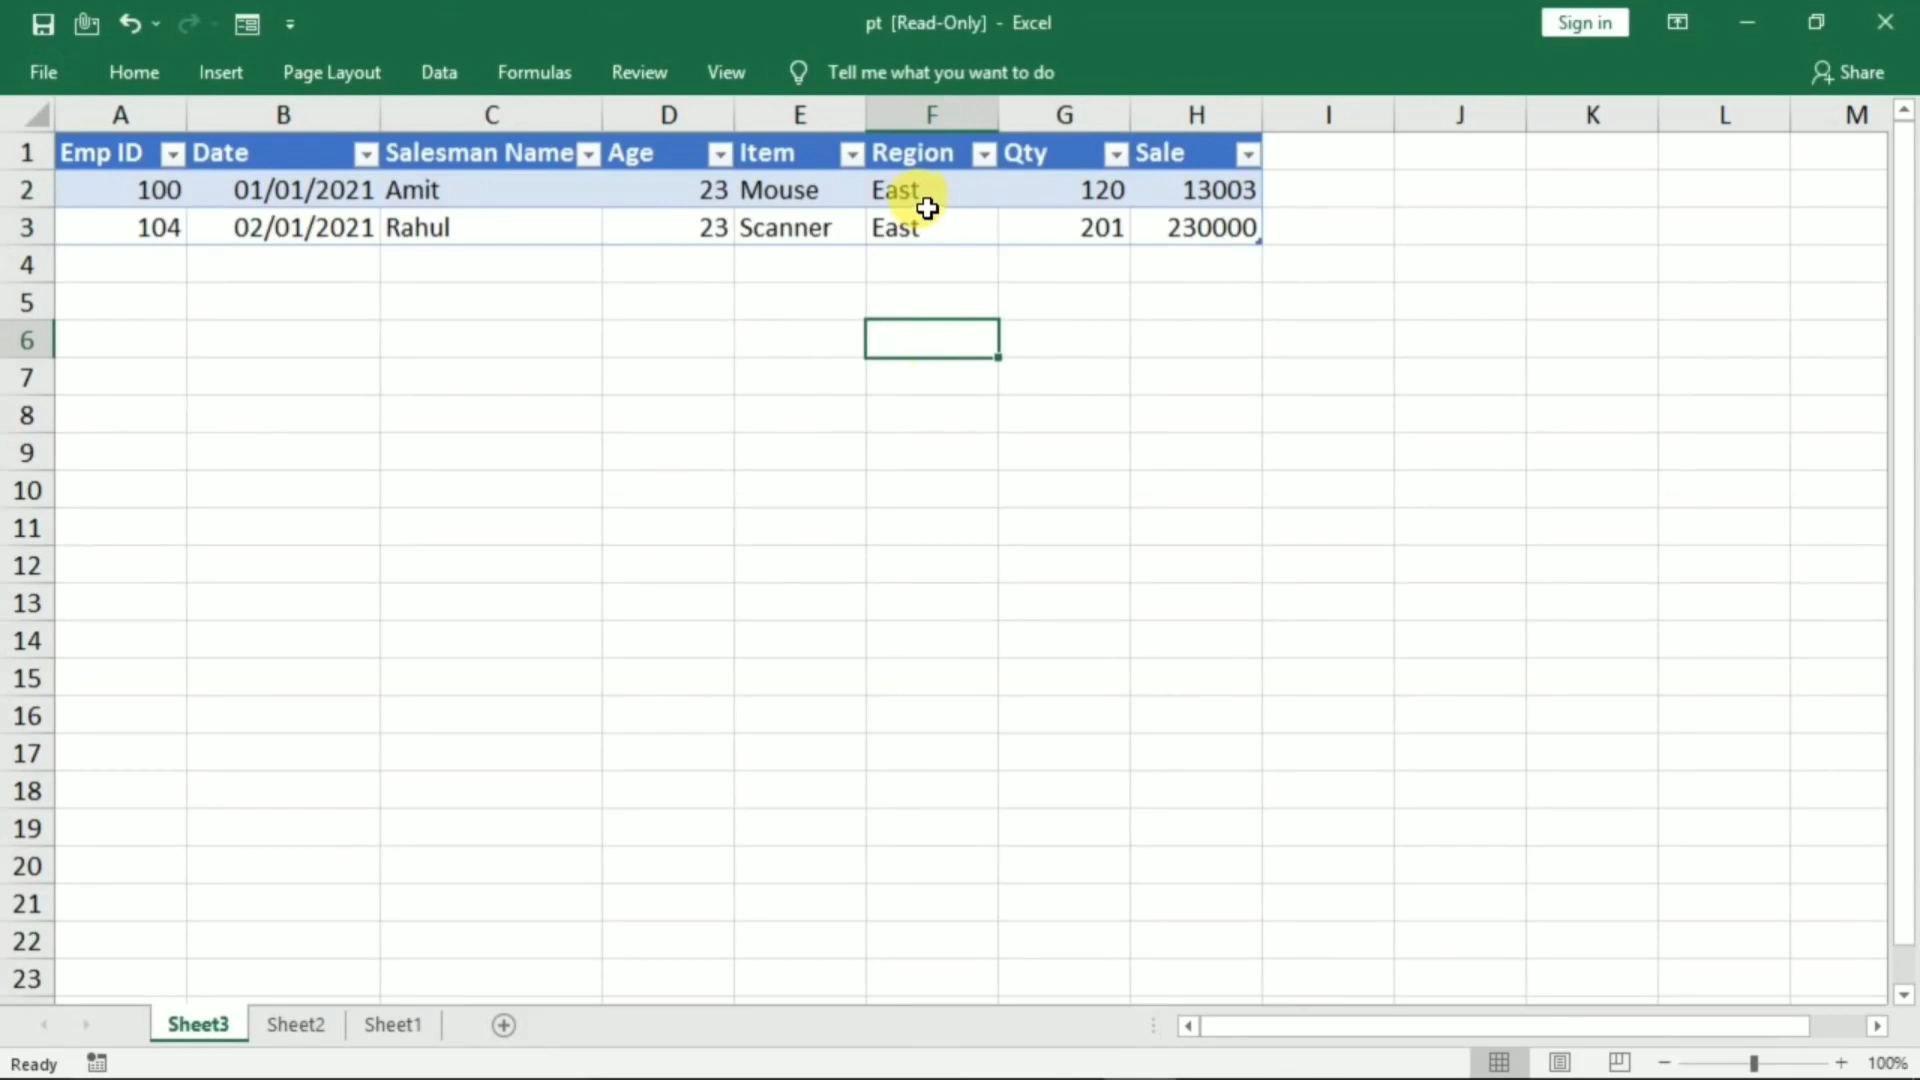 pt [Read-Only] - Excel
Sign in
File Home Insert Page Layout Data Formulas Review View Tell me what you want to do Share
A B C D E F G H I J K L M
1 Emp ID Date Salesman Name Age Item Region Qty Sale
2 100 01/01/2021 Amit 23 Mouse East 120 13003
3 104 02/01/2021 Rahul 23 Scanner East 201 230000
4
5
6
7
8
9
10
11
12
13
14
15
16
17
18
19
20
21
22
23
Sheet3 Sheet2 Sheet1
Ready 100%